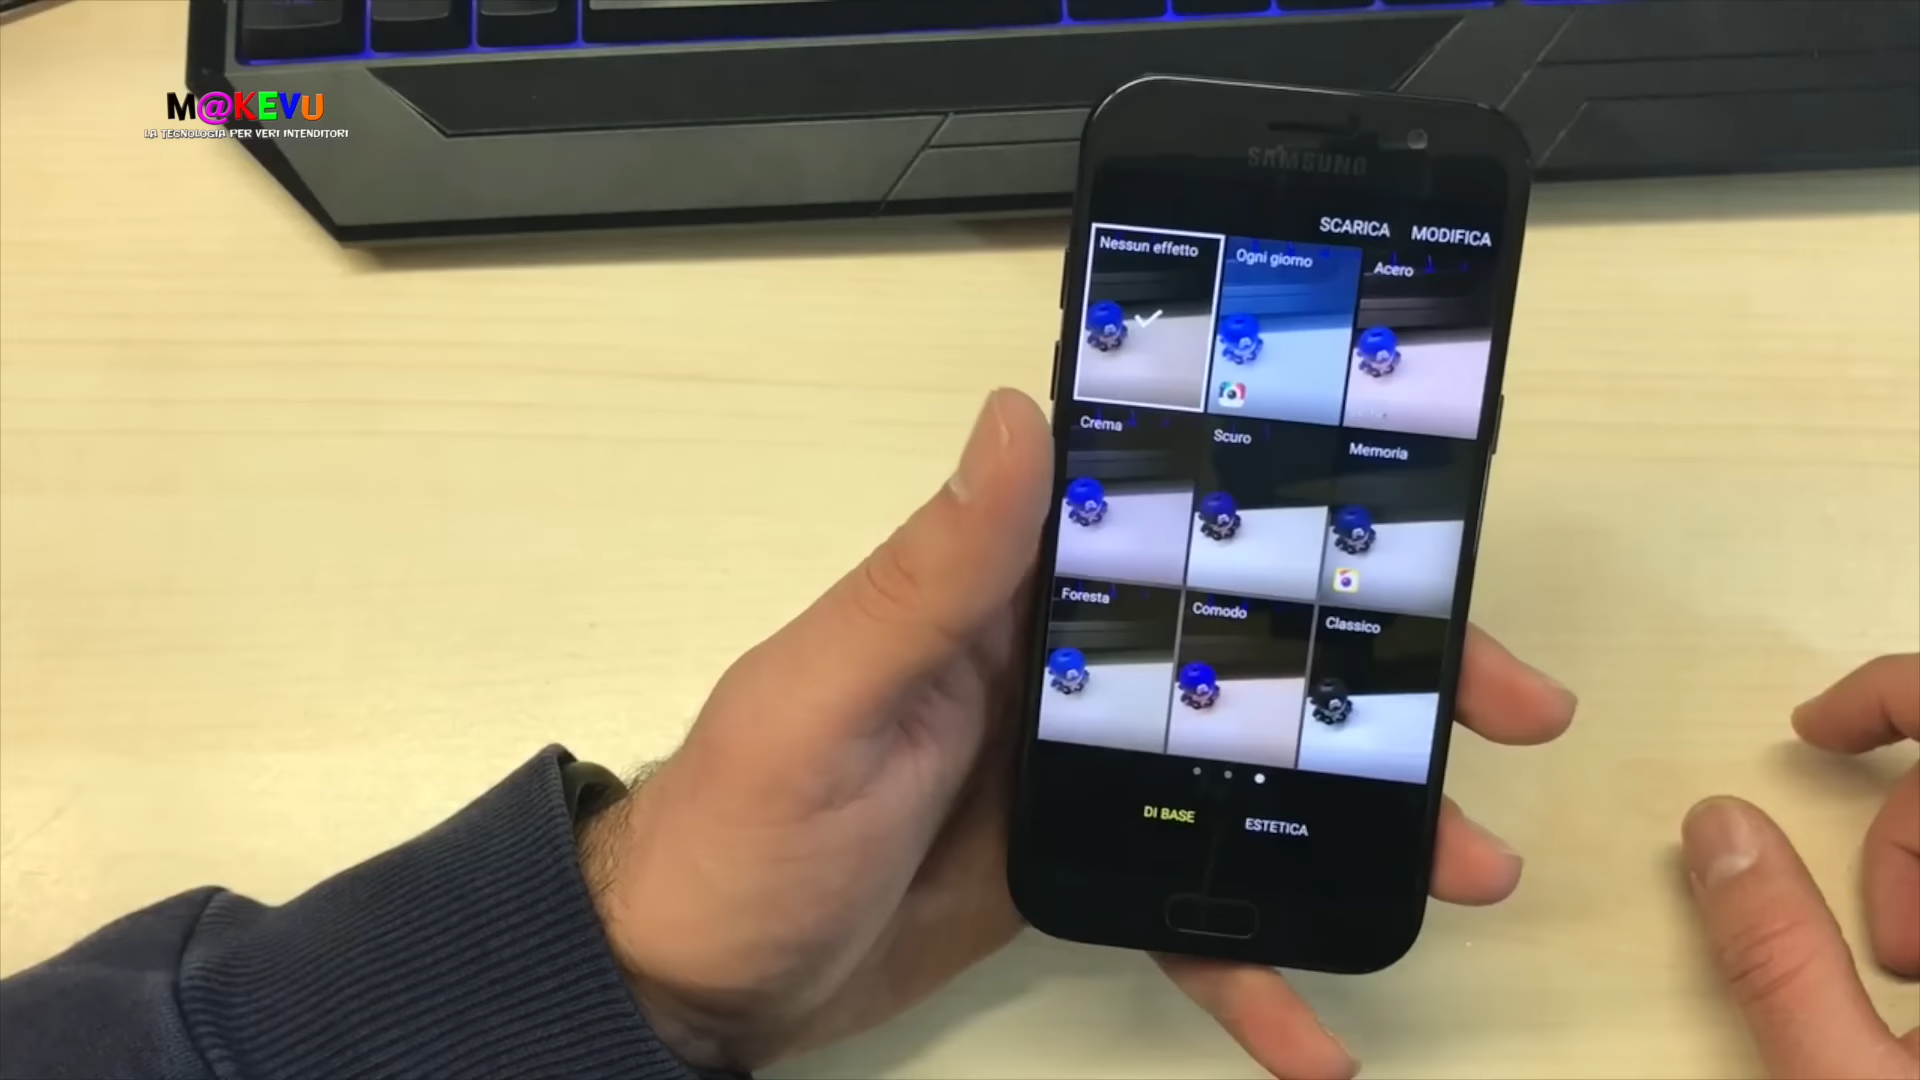 M@KEVU
LA TECNOLOGIA PER VERI INTENDITORI
SAMSUNG
SCARICA MODIFICA
Nessun effetto
Ogni giorno
Acero
Crema
Scuro
Memoria
Foresta
Comodo
Classico
DI BASE
ESTETICA